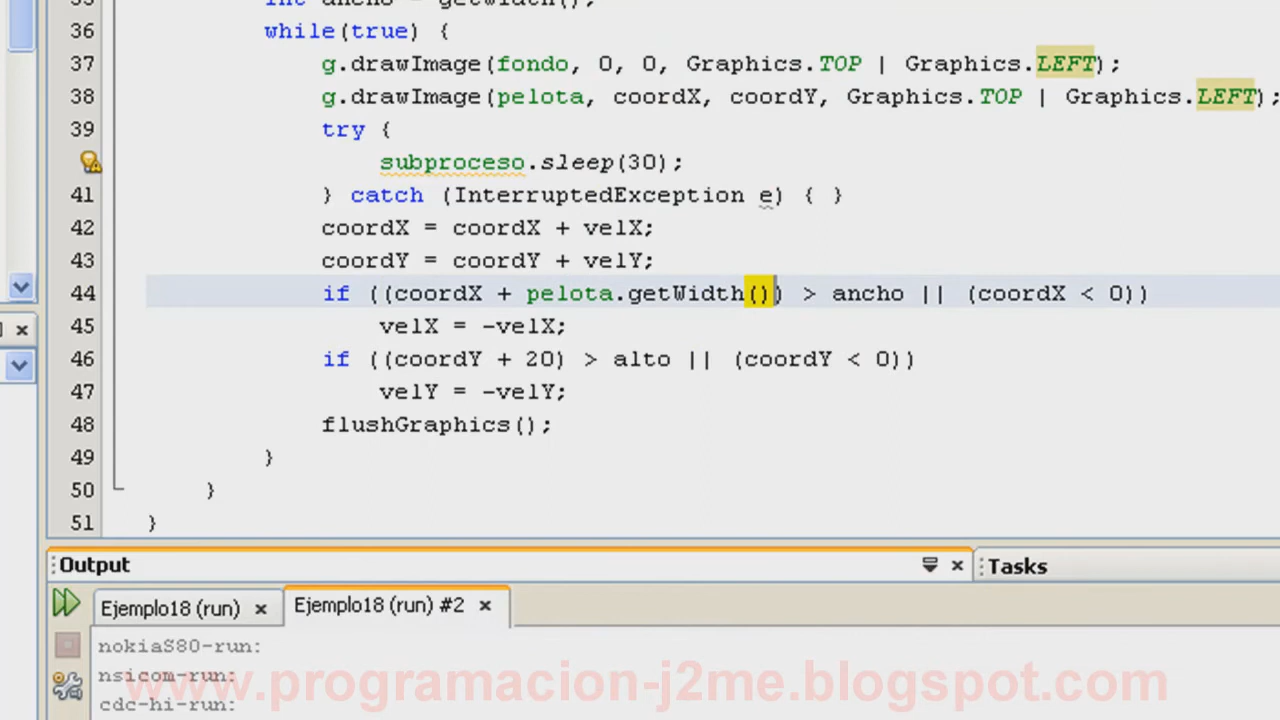 35 int ancho = getWidth();
36 while(true) {
37 g.drawImage(fondo, 0, 0, Graphics.TOP | Graphics.LEFT);
38 g.drawImage(pelota, coordX, coordY, Graphics.TOP | Graphics.LEFT);
39 try {
subproceso.sleep(30);
41 } catch (InterruptedException e) { }
42 coordX = coordX + velX;
43 coordY = coordY + velY;
44 if ((coordX + pelota.getWidth()) > ancho || (coordX < 0))
45 velX = -velX;
46 if ((coordY + 20) > alto || (coordY < 0))
47 velY = -velY;
48 flushGraphics();
49 }
50 }
51 }
Output
Tasks
Ejemplo18 (run)
Ejemplo18 (run) #2
nokiaS80-run:
nsicom-run:
cdc-hi-run:
www.programacion-j2me.blogspot.com